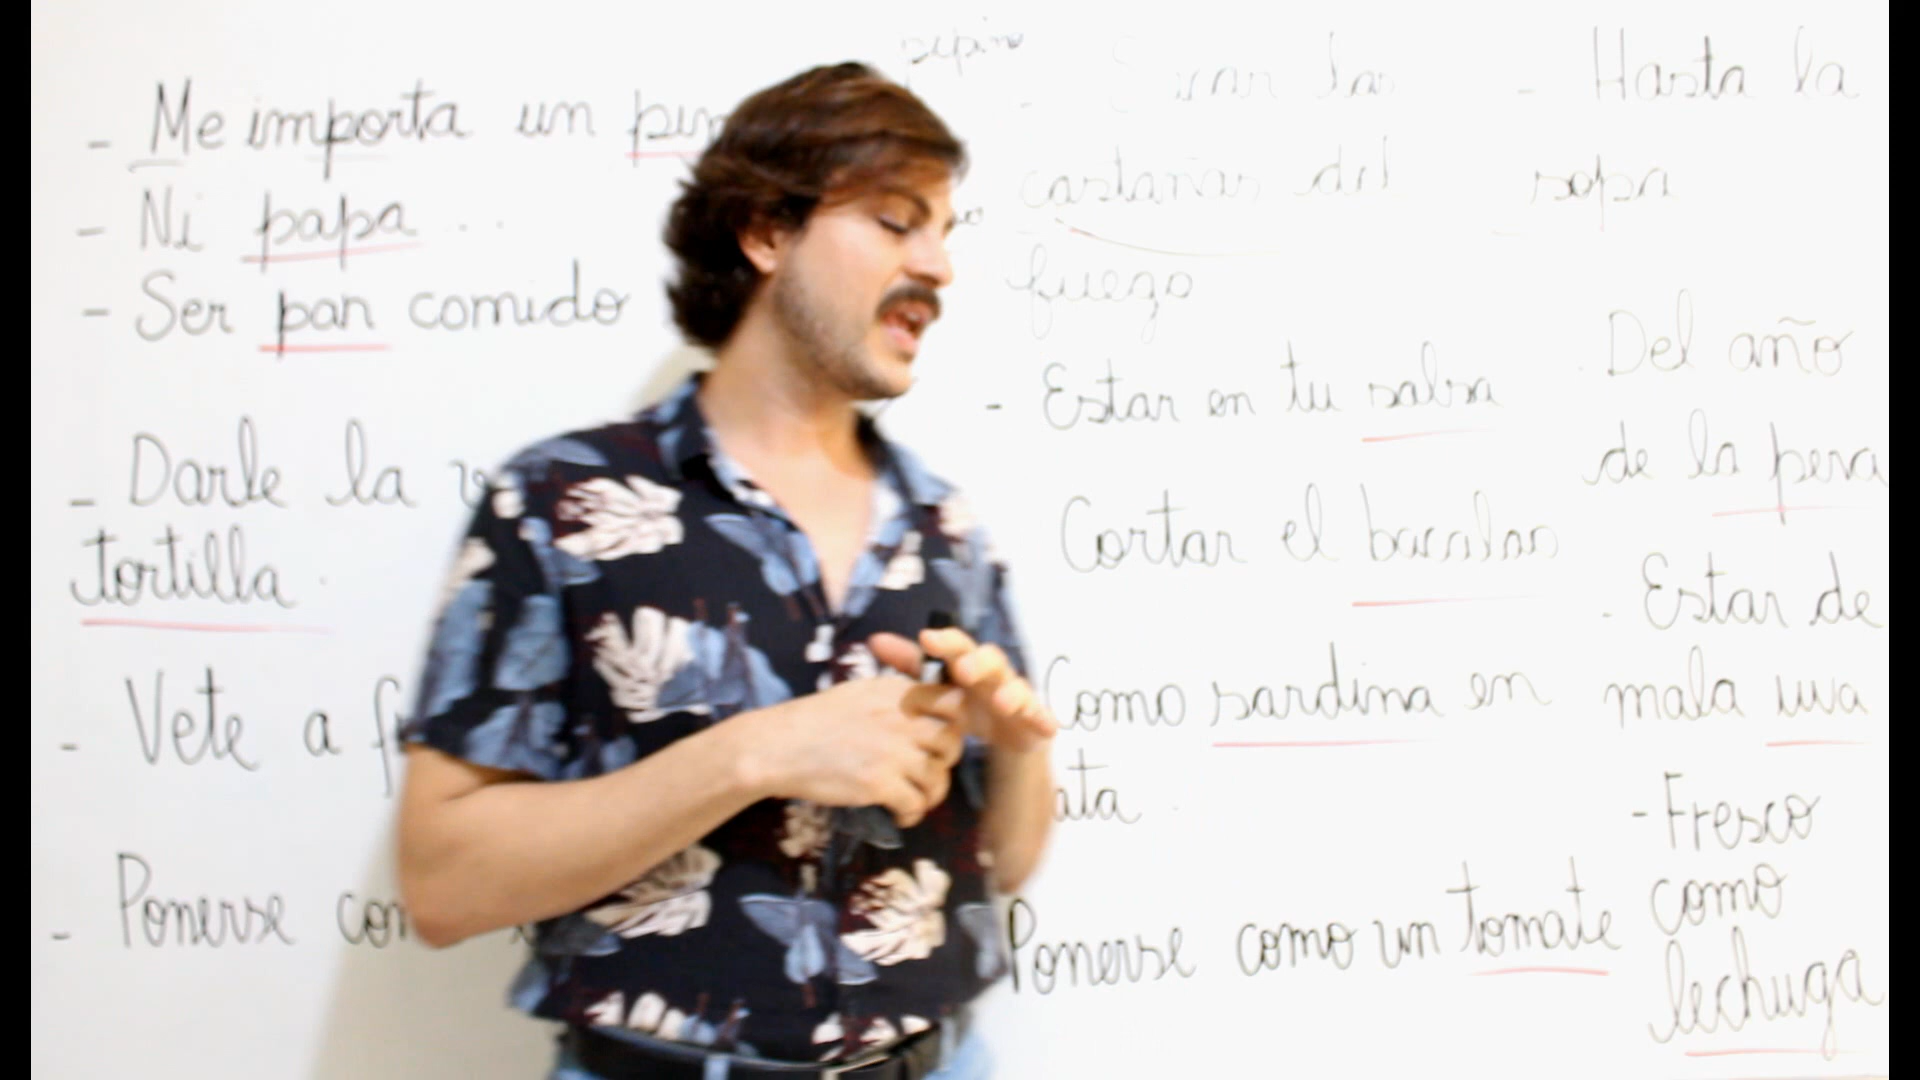 - Me importa un
- Ni papa ...
- Ser pan comido
- Darle la
tortilla.
- Vete a
- Ponerse
pepino
- Sacar las
castañas del
fuego
- Estar en tu salsa
Cortar el bacalao
Como sardina en
Ponerse como un tomate
- Hasta la
sopa
Del año
de la pera
- Estar de
mala uva
- Fresco
como
lechuga